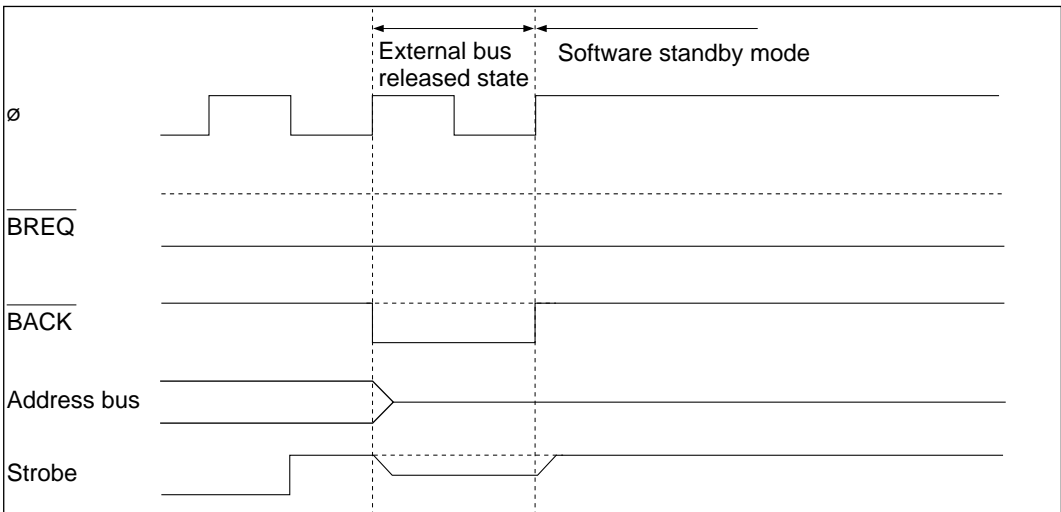 External bus
released state
Software standby mode
ø
BREQ
BACK
Address bus
Strobe